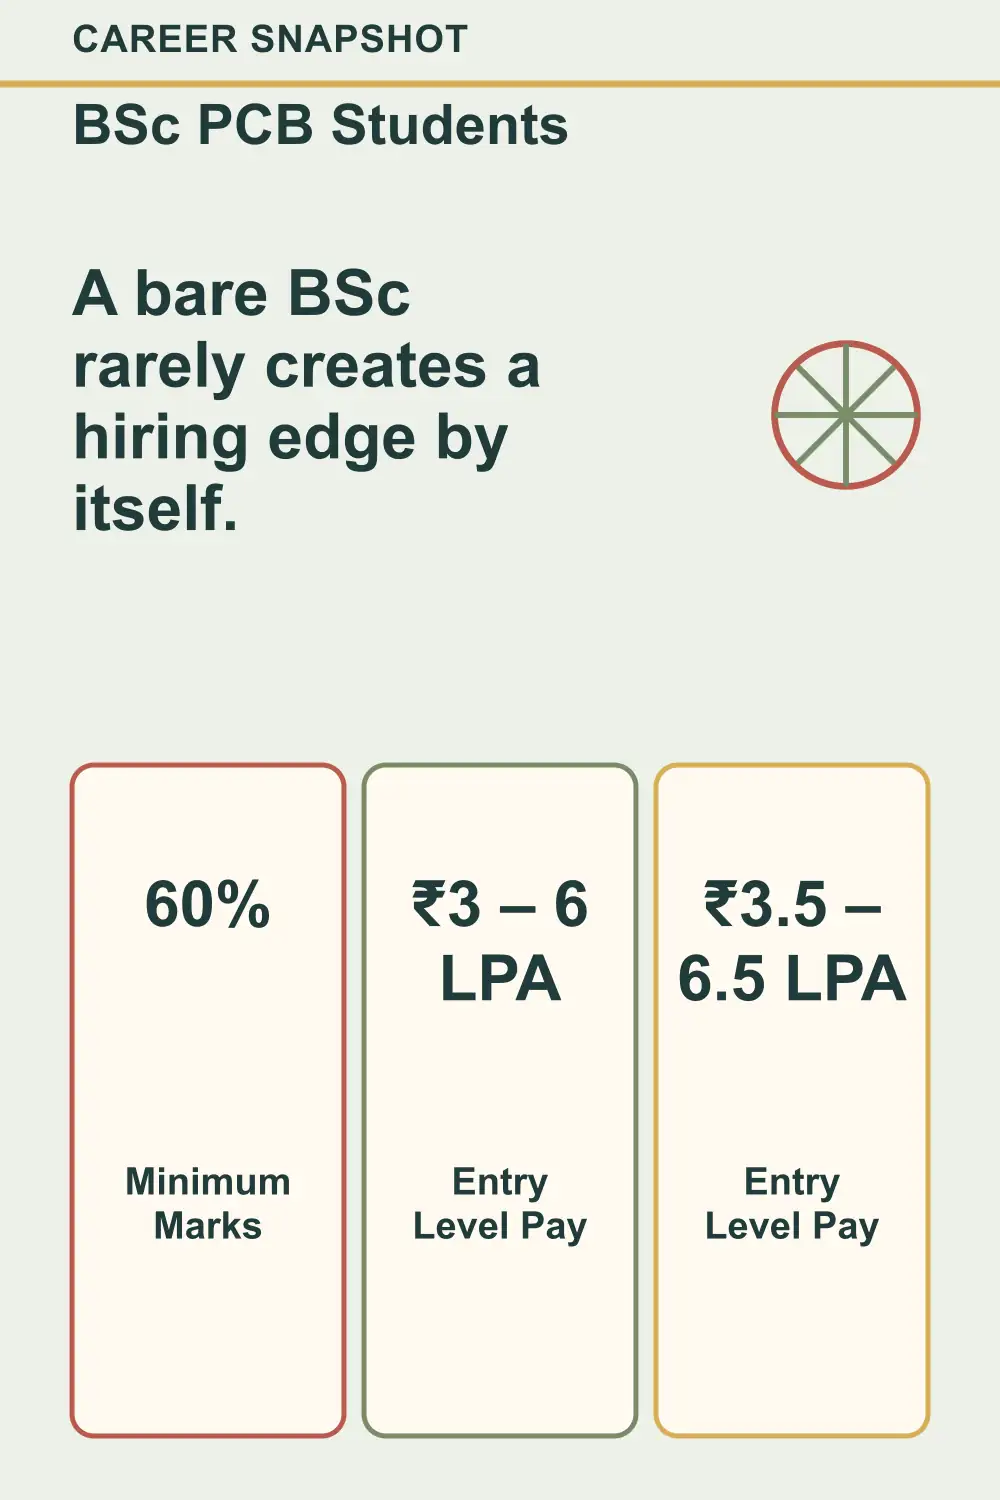 CAREER SNAPSHOT
BSc PCB Students
A bare BSc
rarely creates a
hiring edge by
itself.
60%
Minimum
Marks
₹3 – 6
LPA
Entry
Level Pay
₹3.5 –
6.5 LPA
Entry
Level Pay